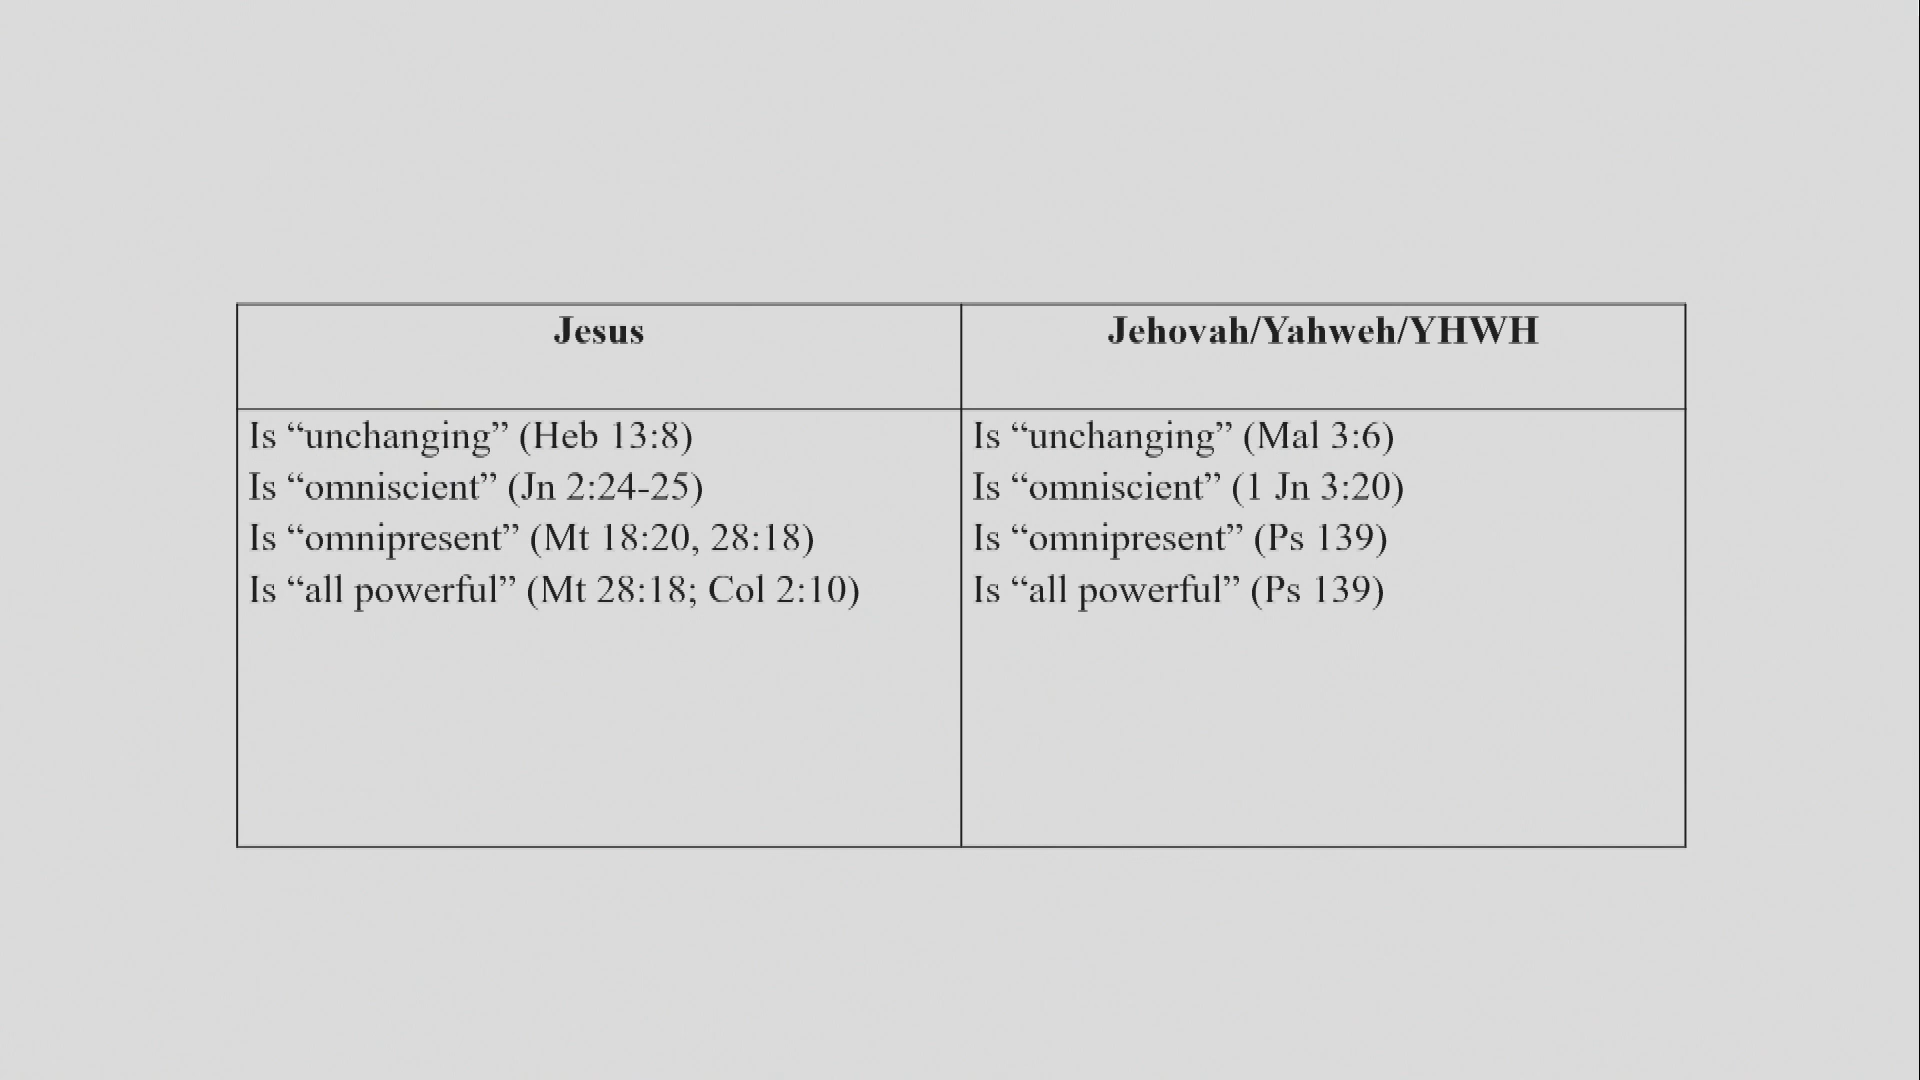 Jesus
Jehovah/Yahweh/YHWH
Is “unchanging” (Heb 13:8)
Is “omniscient” (Jn 2:24-25)
Is “omnipresent” (Mt 18:20, 28:18)
Is “all powerful” (Mt 28:18; Col 2:10)
Is “unchanging” (Mal 3:6)
Is “omniscient” (1 Jn 3:20)
Is “omnipresent” (Ps 139)
Is “all powerful” (Ps 139)